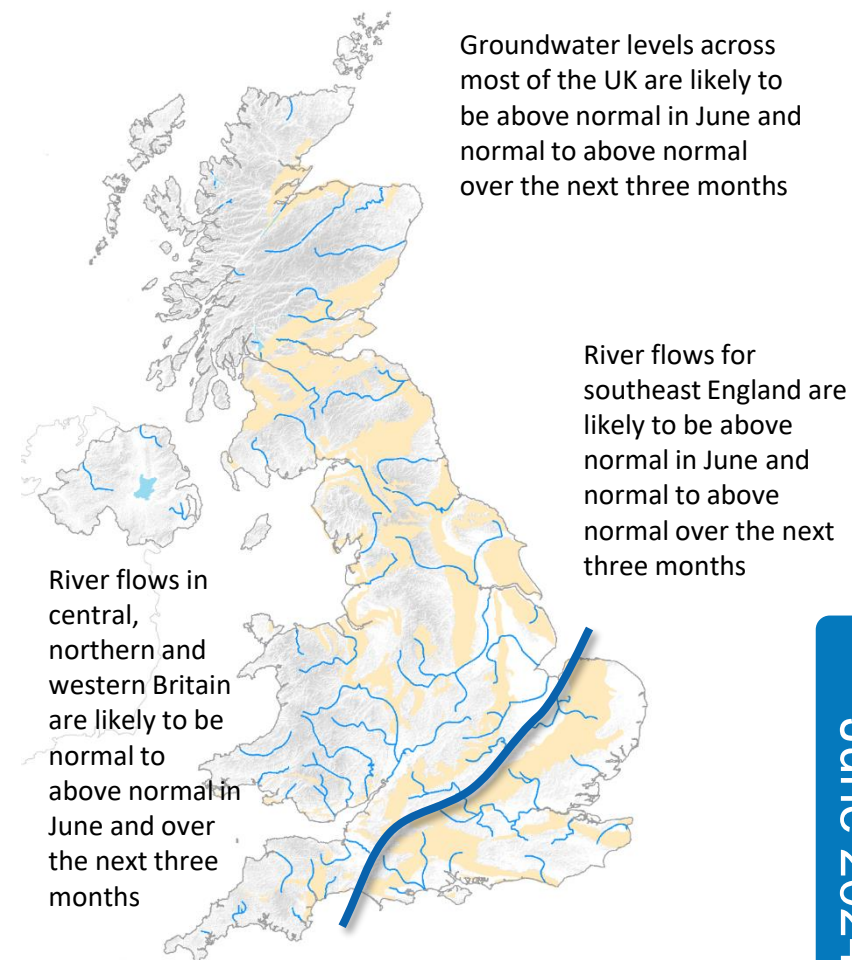 Groundwater levels across
most of the UK are likely to
be above normal in June and
normal to above normal
over the next three months
River flows for
southeast England are
likely to be above
normal in June and
normal to above
normal over the next
three months
River flows in
central,
northern and
western Britain
are likely to be
normal to
above normal in
June and over
the next three
months